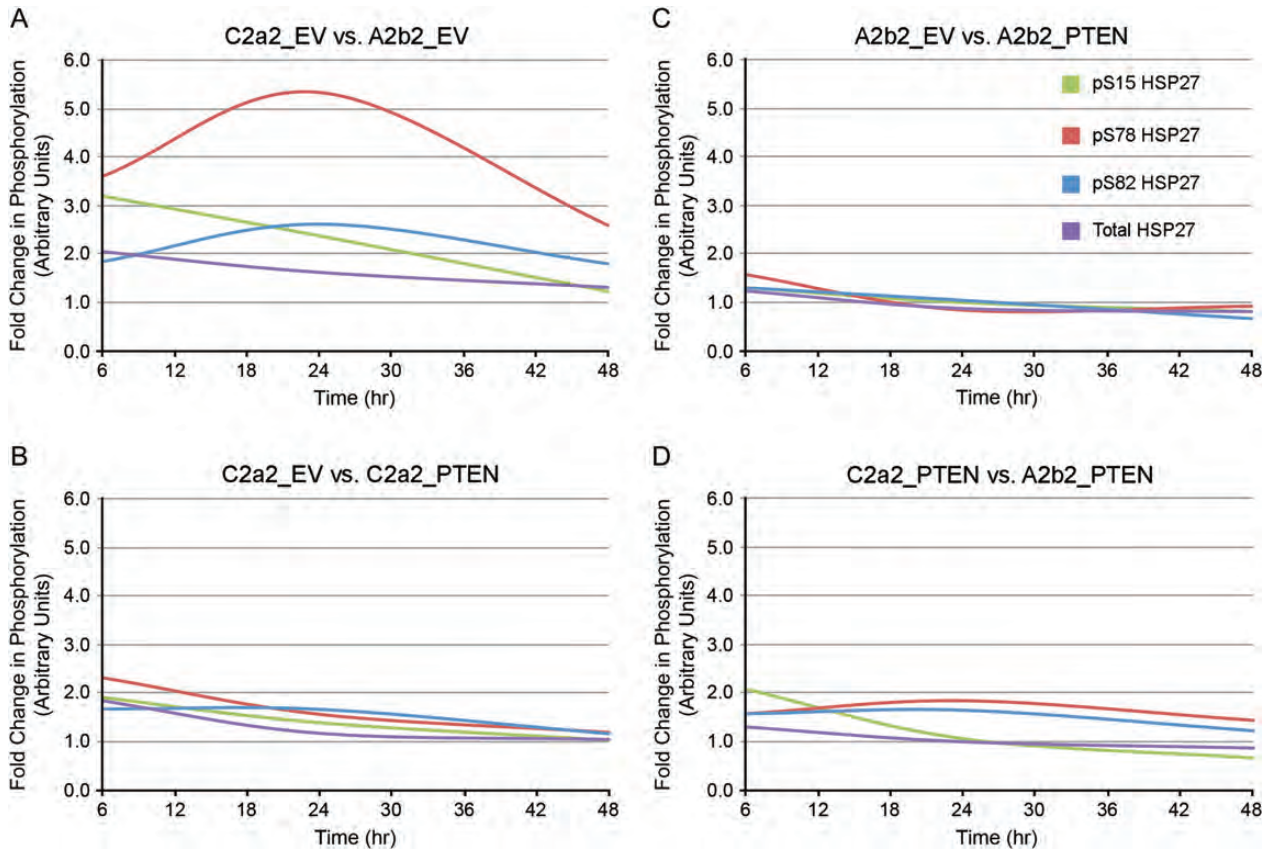 A
C2a2_EV vs. A2b2_EV
Fold Change in Phosphorylation
(Arbitrary Units)
6.0
5.0
4.0
3.0
2.0
1.0
0.0
6 12 18 24 30 36 42 48
Time (hr)
B
C2a2_EV vs. C2a2_PTEN
Fold Change in Phosphorylation
(Arbitrary Units)
6.0
5.0
4.0
3.0
2.0
1.0
0.0
6 12 18 24 30 36 42 48
Time (hr)
C
A2b2_EV vs. A2b2_PTEN
Fold Change in Phosphorylation
(Arbitrary Units)
6.0
5.0
4.0
3.0
2.0
1.0
0.0
6 12 18 24 30 36 42 48
Time (hr)
pS15 HSP27
pS78 HSP27
pS82 HSP27
Total HSP27
D
C2a2_PTEN vs. A2b2_PTEN
Fold Change in Phosphorylation
(Arbitrary Units)
6.0
5.0
4.0
3.0
2.0
1.0
0.0
6 12 18 24 30 36 42 48
Time (hr)